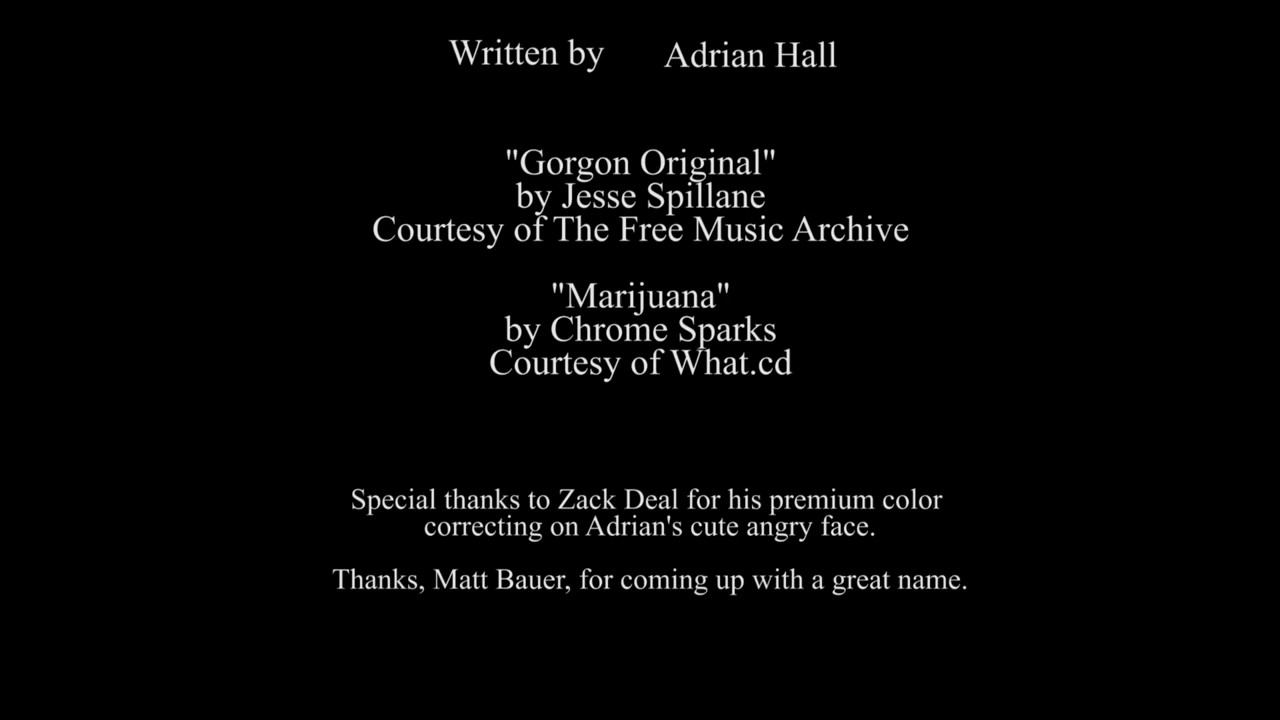 Written by Adrian Hall
"Gorgon Original"
by Jesse Spillane
Courtesy of The Free Music Archive
"Marijuana"
by Chrome Sparks
Courtesy of What.cd
Special thanks to Zack Deal for his premium color
correcting on Adrian's cute angry face.
Thanks, Matt Bauer, for coming up with a great name.